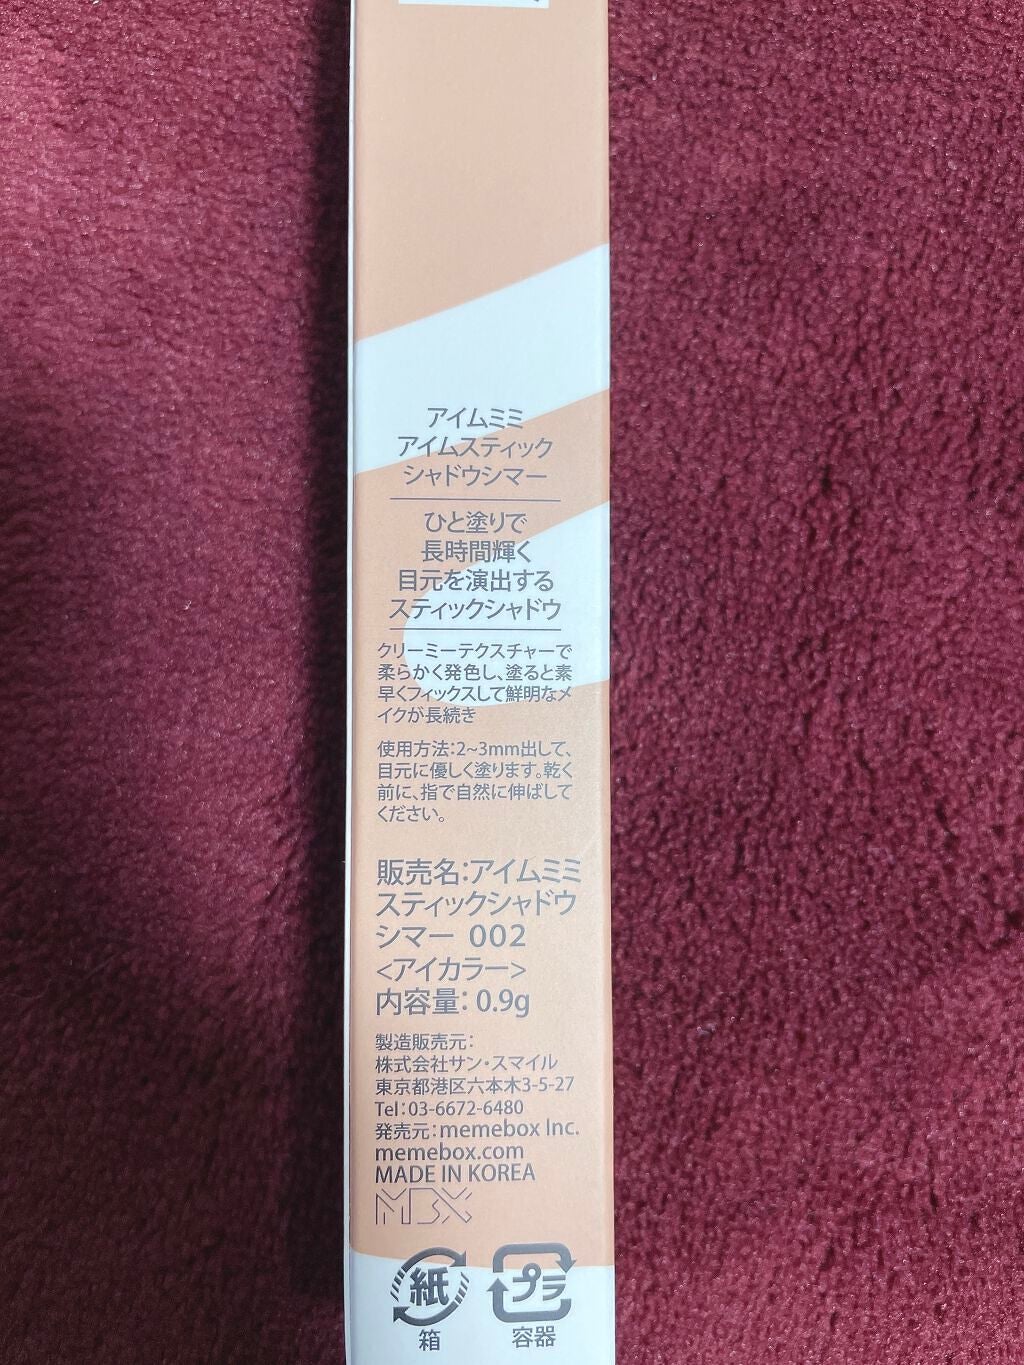 アイムミミ
アイムスティック
シャドウシマー
ひと塗りで
長時間輝く
目元を演出する
スティックシャドウ
クリーミーテクスチャーで
柔らかく発色し、塗ると素
早くフィックスして鮮明なメ
イクが長続き
使用方法:2~3mm出して、
目元に優しく塗ります。乾く
前に、指で自然に伸ばして
ください。
販売名:アイムミミ
スティックシャドウ
シマー 002
<アイカラー>
内容量: 0.9g
製造販売元:
株式会社サン・スマイル
東京都港区六本木3-5-27
Tel:03-6672-6480
発売元:memebox Inc.
memebox.com
MADE IN KOREA
MBX
紙 プラ
箱 容器